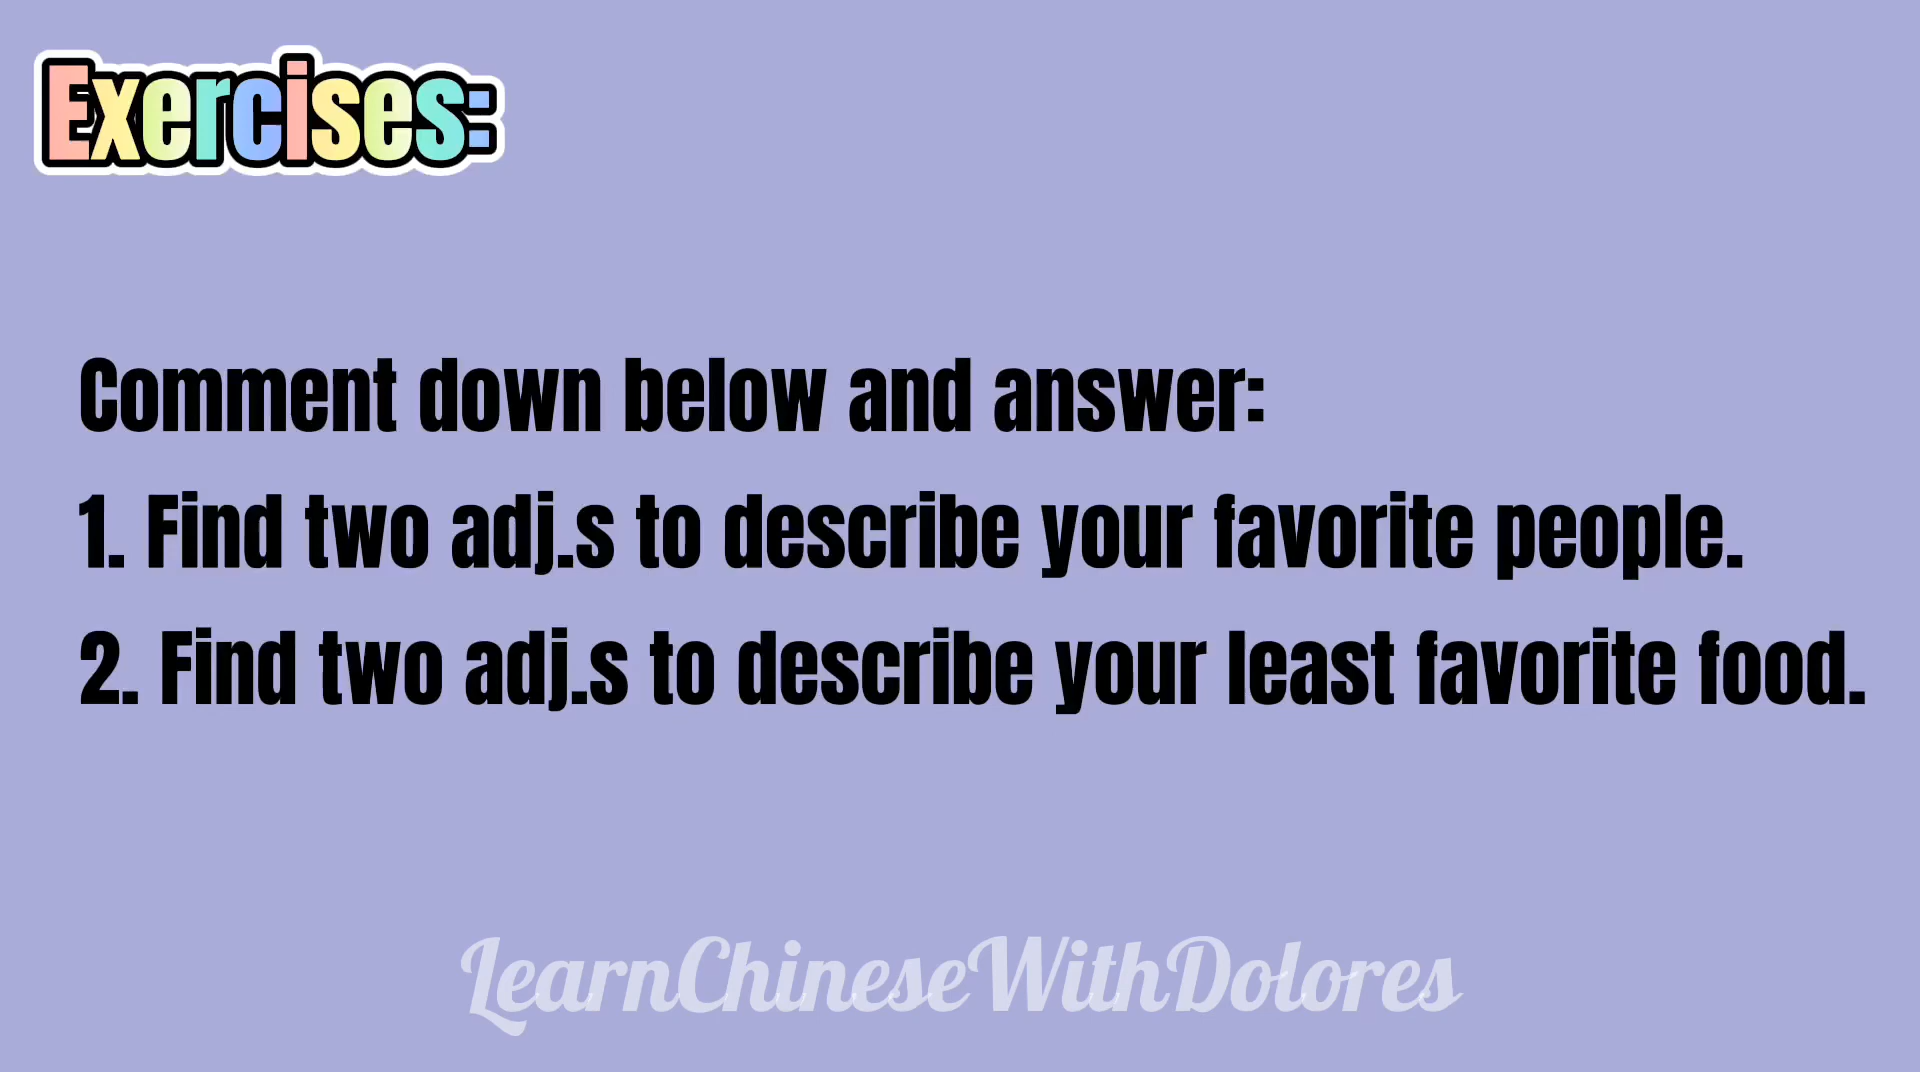 Exercises:
Comment down below and answer:
1. Find two adj.s to describe your favorite people.
2. Find two adj.s to describe your least favorite food.
LearnChineseWithDolores